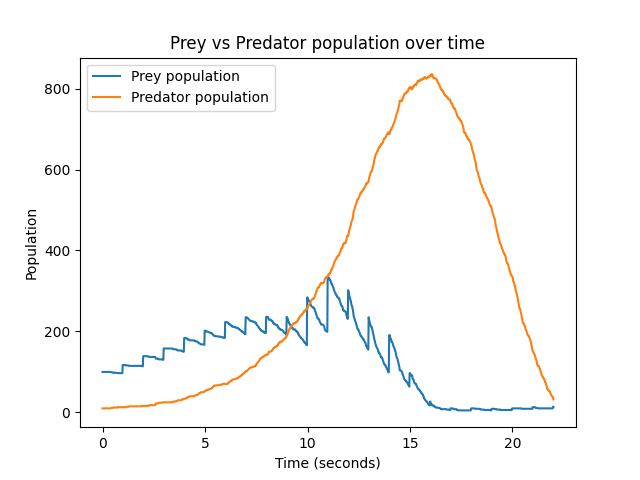 Prey vs Predator population over time
Prey population
Predator population
800
600
400
200
0
Population
0 5 10 15 20
Time (seconds)